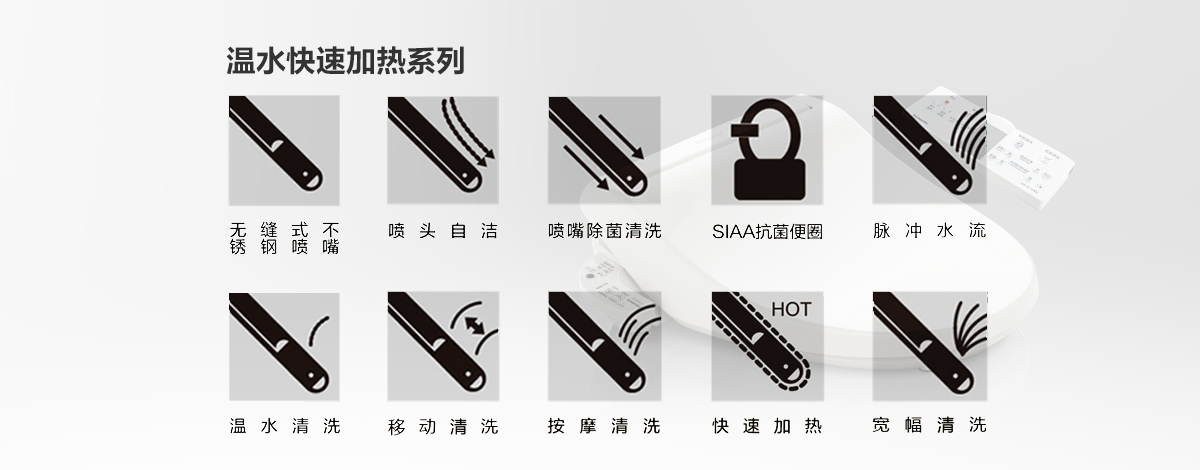 温水快速加热系列
无缝式不
锈钢喷嘴
喷头自洁
喷嘴除菌清洗
SIAA抗菌便圈
脉冲水流
HOT
温水清洗
移动清洗
按摩清洗
快速加热
宽幅清洗